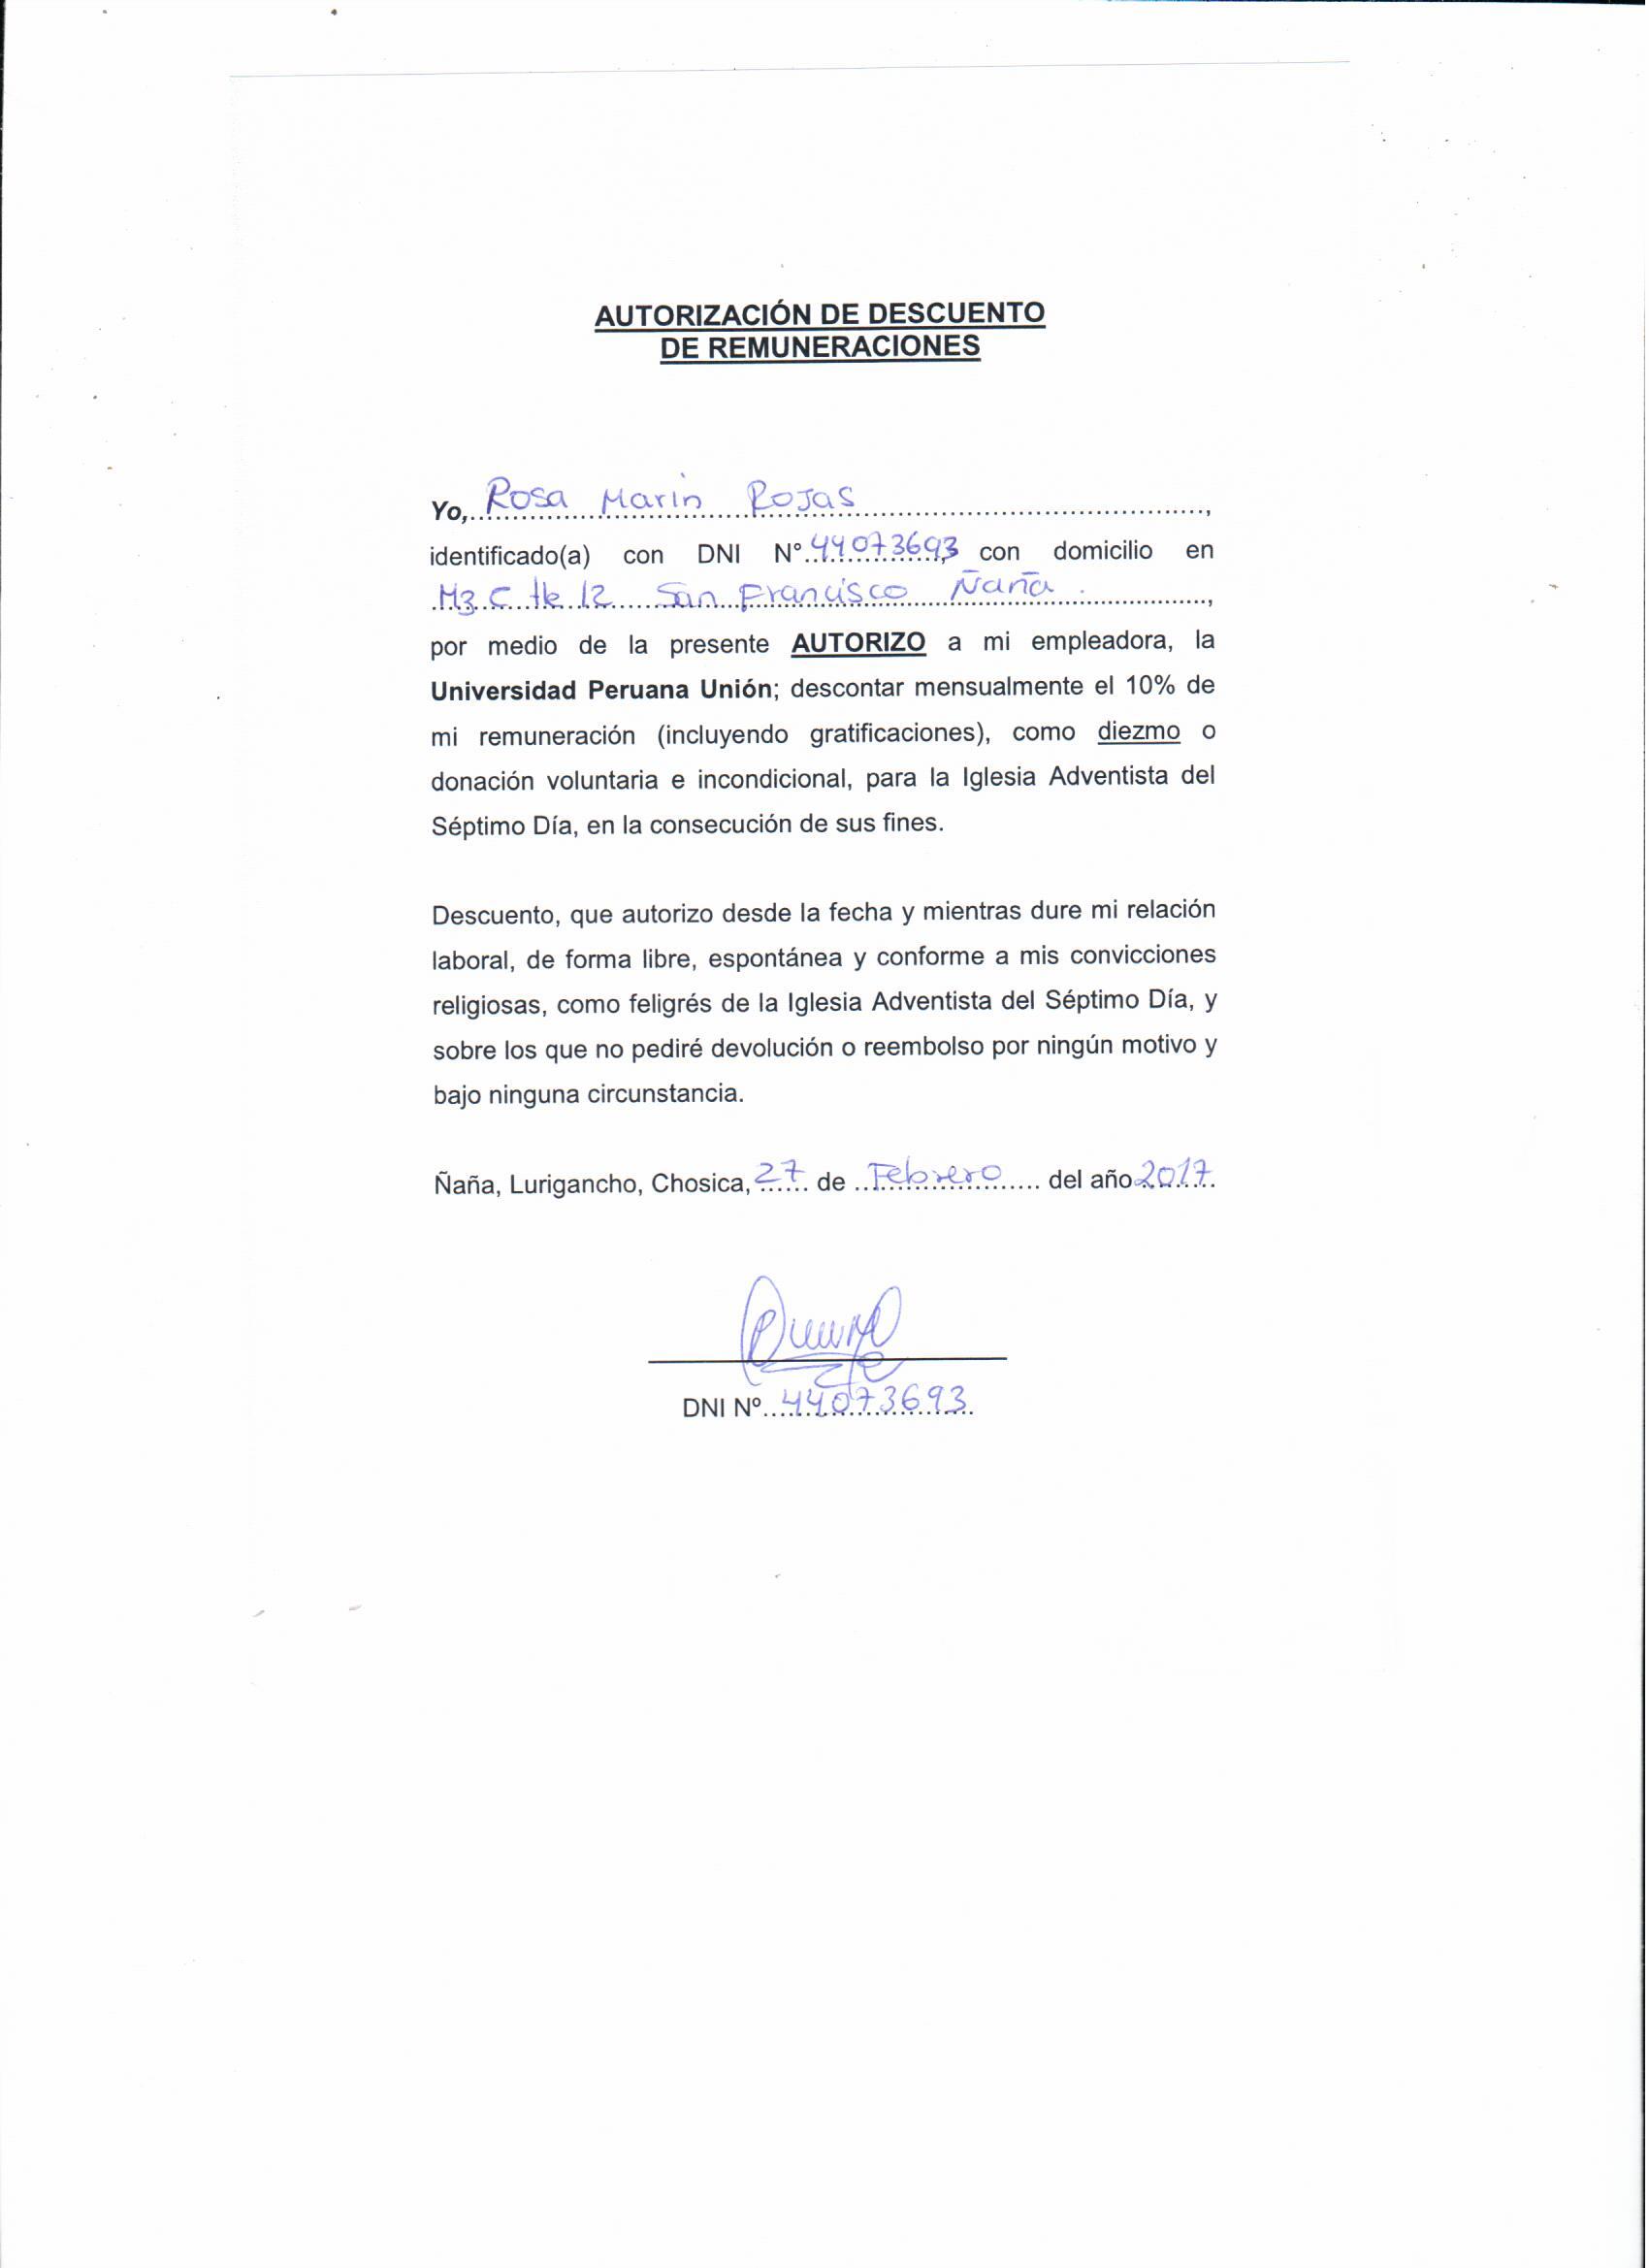 AUTORIZACIÓN DE DESCUENTO
DE REMUNERACIONES
Yo, Rosa Marin Rojas,
identificado(a) con DNI N° 44073693, con domicilio en
Mz C lte 12 San Francisco Ñaña.,
por medio de la presente AUTORIZO a mi empleadora, la
Universidad Peruana Unión; descontar mensualmente el 10% de
mi remuneración (incluyendo gratificaciones), como diezmo o
donación voluntaria e incondicional, para la Iglesia Adventista del
Séptimo Día, en la consecución de sus fines.
Descuento, que autorizo desde la fecha y mientras dure mi relación
laboral, de forma libre, espontánea y conforme a mis convicciones
religiosas, como feligrés de la Iglesia Adventista del Séptimo Día, y
sobre los que no pediré devolución o reembolso por ningún motivo y
bajo ninguna circunstancia.
Ñaña, Lurigancho, Chosica, 27 de Febrero del año 2017.
DNI Nº 44073693